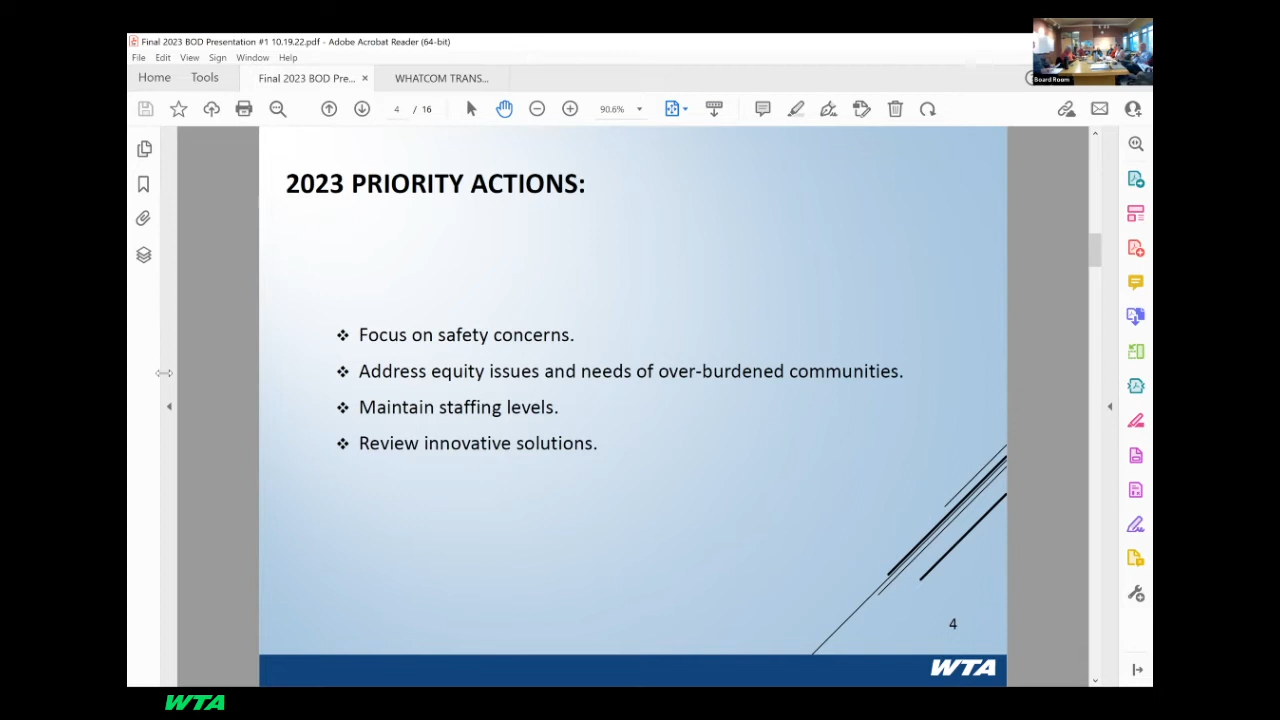 Final 2023 BOD Presentation #1 10.19.22.pdf - Adobe Acrobat Reader (64-bit)
File Edit View Sign Window Help
Home Tools Final 2023 BOD Pre... × WHATCOM TRANS...
4 / 16 90.6%
Board Room
2023 PRIORITY ACTIONS:
❖ Focus on safety concerns.
❖ Address equity issues and needs of over-burdened communities.
❖ Maintain staffing levels.
❖ Review innovative solutions.
4
WTA
WTA